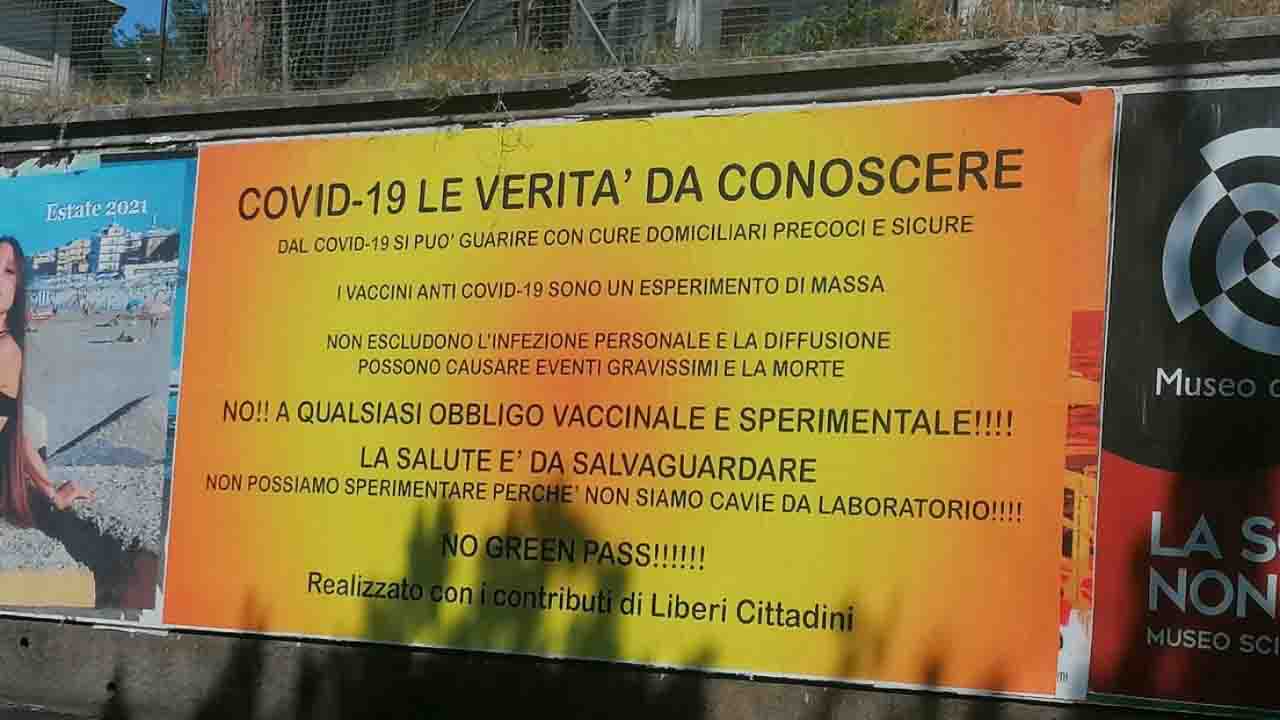 Estate 2021
COVID-19 LE VERITA' DA CONOSCERE
DAL COVID-19 SI PUO' GUARIRE CON CURE DOMICILIARI PRECOCI E SICURE
I VACCINI ANTI COVID-19 SONO UN ESPERIMENTO DI MASSA
NON ESCLUDONO L'INFEZIONE PERSONALE E LA DIFFUSIONE
POSSONO CAUSARE EVENTI GRAVISSIMI E LA MORTE
NO!! A QUALSIASI OBBLIGO VACCINALE E SPERIMENTALE!!!!
LA SALUTE E' DA SALVAGUARDARE
NON POSSIAMO SPERIMENTARE PERCHE' NON SIAMO CAVIE DA LABORATORIO!!!!
NO GREEN PASS!!!!!!
Realizzato con i contributi di Liberi Cittadini
Museo
LA
NON
MUSEO